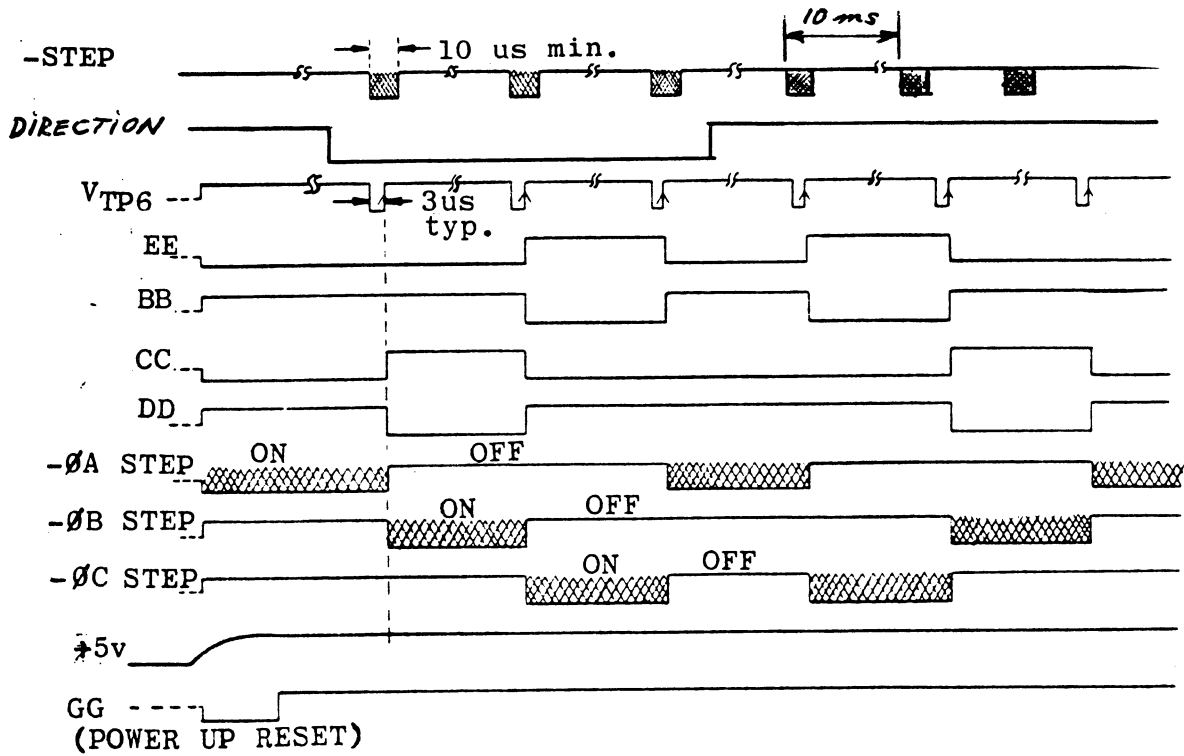 10 ms
-STEP
10 us min.
DIRECTION
VTP6
3us
typ.
EE
BB
CC
DD
ON
OFF
-ØA STEP
ON
OFF
-ØB STEP
ON
OFF
-ØC STEP
+5v
GG
(POWER UP RESET)